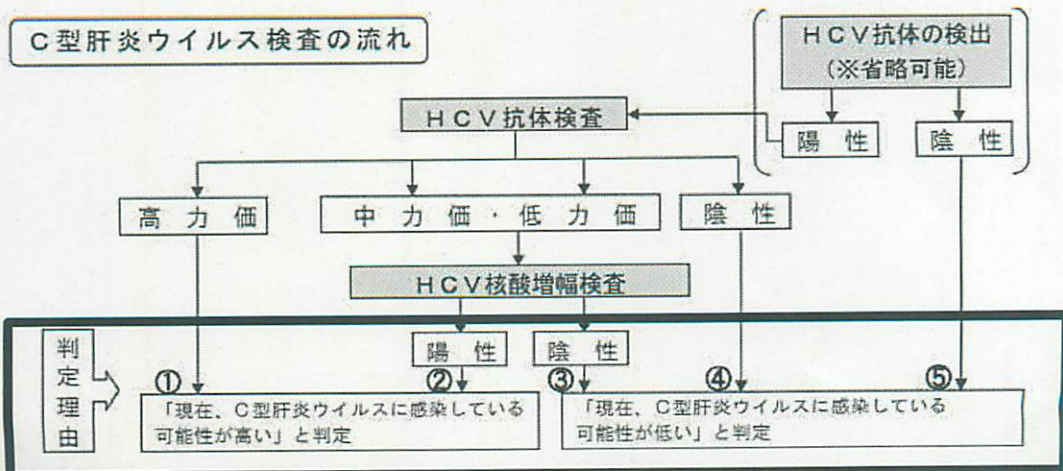 C型肝炎ウイルス検査の流れ
HCV抗体の検出
(※省略可能)
陽性
陰性
HCV抗体検査
高力価
中力価・低力価
陰性
HCV核酸増幅検査
陽性
陰性
判定理由
①
②
③
④
⑤
「現在、C型肝炎ウイルスに感染している
可能性が高い」と判定
「現在、C型肝炎ウイルスに感染している
可能性が低い」と判定